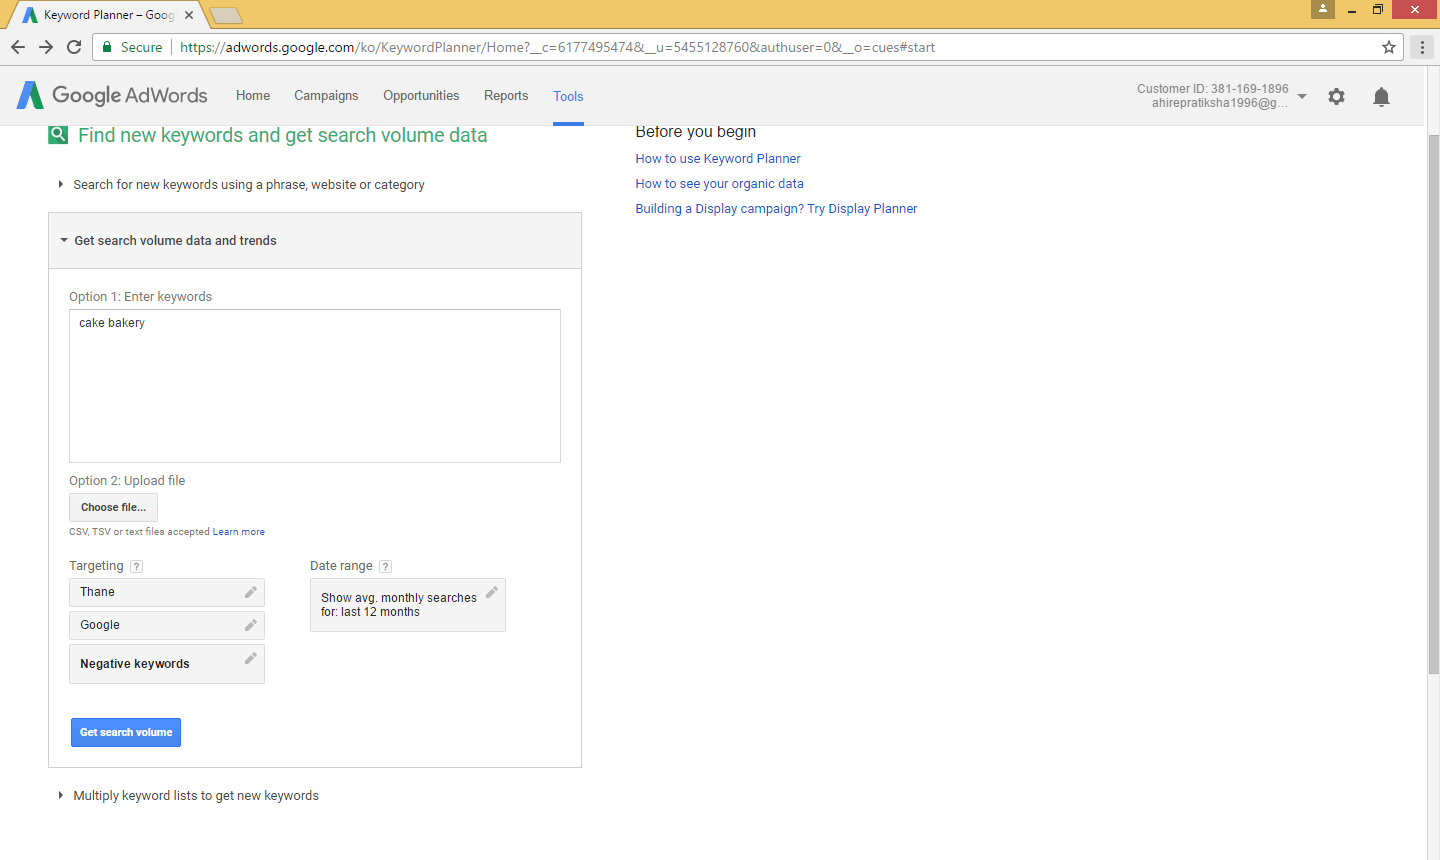 Keyword Planner – Goog
Secure
https://adwords.google.com/ko/KeywordPlanner/Home?__c=6177495474&__u=5455128760&authuser=0&__o=cues#start
Google AdWords
Home
Campaigns
Opportunities
Reports
Tools
Customer ID: 381-169-1896
ahirepratiksha1996@g...
Find new keywords and get search volume data
Search for new keywords using a phrase, website or category
Get search volume data and trends
Option 1: Enter keywords
cake bakery
Option 2: Upload file
Choose file...
CSV, TSV or text files accepted Learn more
Targeting ?
Thane
Google
Negative keywords
Date range ?
Show avg. monthly searches
for: last 12 months
Get search volume
Multiply keyword lists to get new keywords
Before you begin
How to use Keyword Planner
How to see your organic data
Building a Display campaign? Try Display Planner